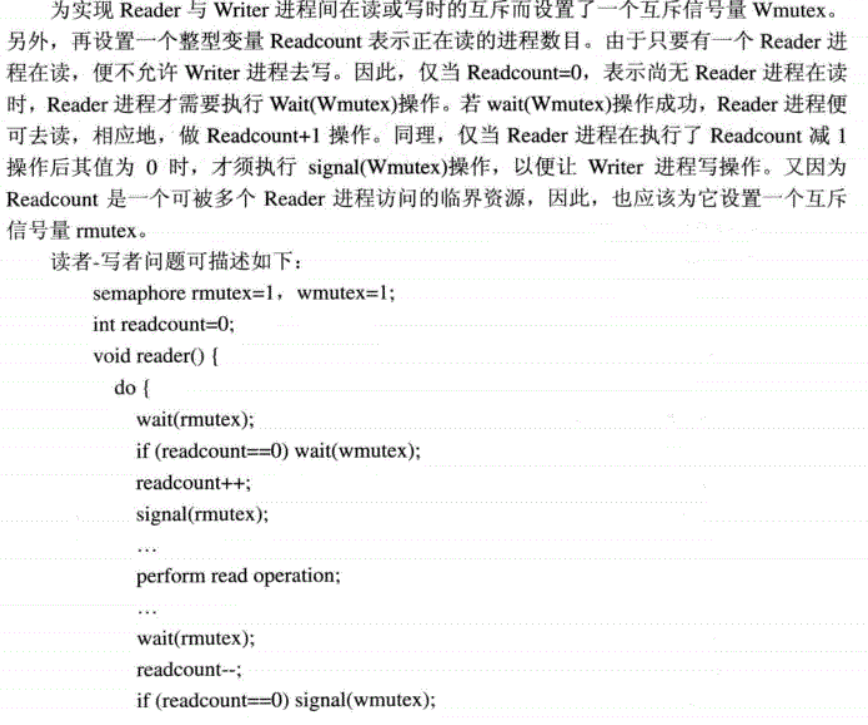 为实现 Reader 与 Writer 进程间在读或写时的互斥而设置了一个互斥信号量 Wmutex。
另外，再设置一个整型变量 Readcount 表示正在读的进程数目。由于只要有一个 Reader 进
程在读，便不允许 Writer 进程去写。因此，仅当 Readcount=0，表示尚无 Reader 进程在读
时，Reader 进程才需要执行 Wait(Wmutex)操作。若 wait(Wmutex)操作成功，Reader 进程便
可去读，相应地，做 Readcount+1 操作。同理，仅当 Reader 进程在执行了 Readcount 减 1
操作后其值为 0 时，才须执行 signal(Wmutex)操作，以便让 Writer 进程写操作。又因为
Readcount 是一个可被多个 Reader 进程访问的临界资源，因此，也应该为它设置一个互斥
信号量 rmutex。
读者-写者问题可描述如下：
semaphore rmutex=1，wmutex=1;
int readcount=0;
void reader() {
do {
wait(rmutex);
if (readcount==0) wait(wmutex);
readcount++;
signal(rmutex);
…
perform read operation;
…
wait(rmutex);
readcount--;
if (readcount==0) signal(wmutex);